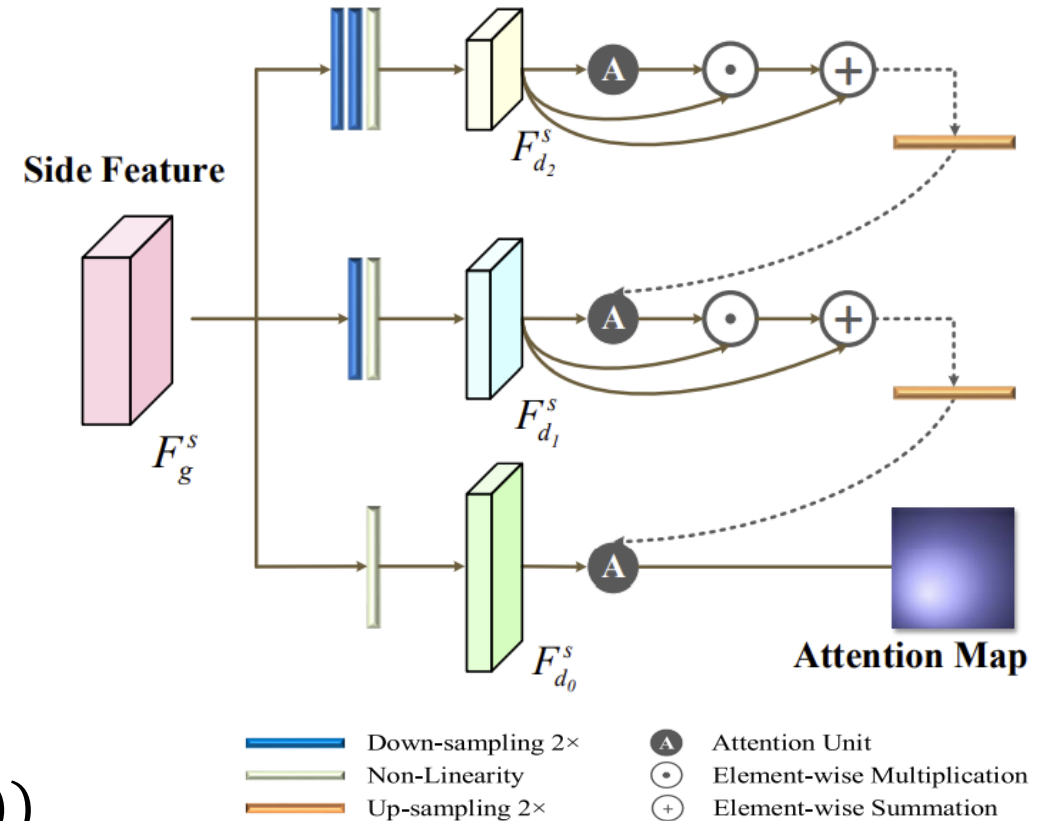 A
F^s_{d_2}
Side Feature
A
F^s_{d_1}
F^s_g
A
F^s_{d_0}
Attention Map
Down-sampling 2× A Attention Unit
Non-Linearity Element-wise Multiplication
Up-sampling 2× + Element-wise Summation
))